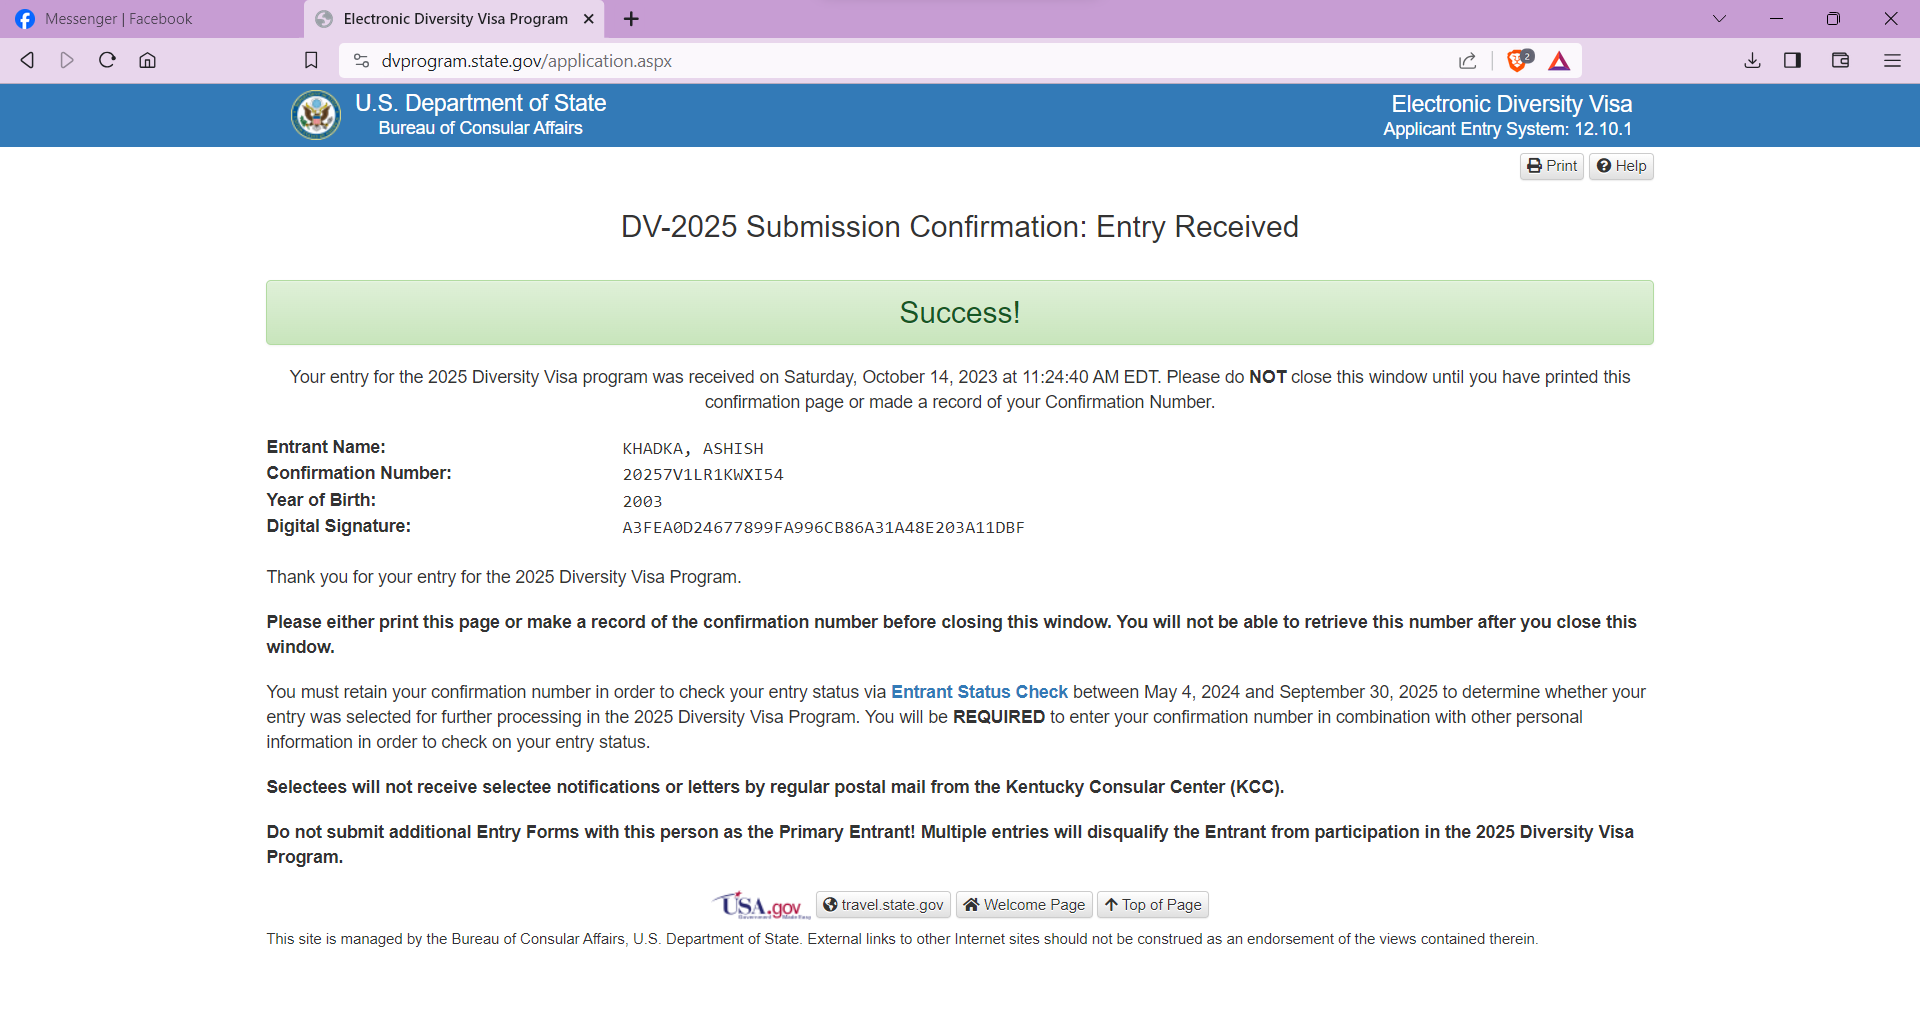 Messenger | Facebook
Electronic Diversity Visa Program
dvprogram.state.gov/application.aspx
2
U.S. Department of State
Bureau of Consular Affairs
Electronic Diversity Visa
Applicant Entry System: 12.10.1
Print
Help
DV-2025 Submission Confirmation: Entry Received
Success!
Your entry for the 2025 Diversity Visa program was received on Saturday, October 14, 2023 at 11:24:40 AM EDT. Please do NOT close this window until you have printed this
confirmation page or made a record of your Confirmation Number.
Entrant Name: KHADKA, ASHISH
Confirmation Number: 20257V1LR1KWXI54
Year of Birth: 2003
Digital Signature: A3FEA0D24677899FA996CB86A31A48E203A11DBF
Thank you for your entry for the 2025 Diversity Visa Program.
Please either print this page or make a record of the confirmation number before closing this window. You will not be able to retrieve this number after you close this
window.
You must retain your confirmation number in order to check your entry status via Entrant Status Check between May 4, 2024 and September 30, 2025 to determine whether your
entry was selected for further processing in the 2025 Diversity Visa Program. You will be REQUIRED to enter your confirmation number in combination with other personal
information in order to check on your entry status.
Selectees will not receive selectee notifications or letters by regular postal mail from the Kentucky Consular Center (KCC).
Do not submit additional Entry Forms with this person as the Primary Entrant! Multiple entries will disqualify the Entrant from participation in the 2025 Diversity Visa
Program.
USA.gov
travel.state.gov
Welcome Page
Top of Page
This site is managed by the Bureau of Consular Affairs, U.S. Department of State. External links to other Internet sites should not be construed as an endorsement of the views contained therein.